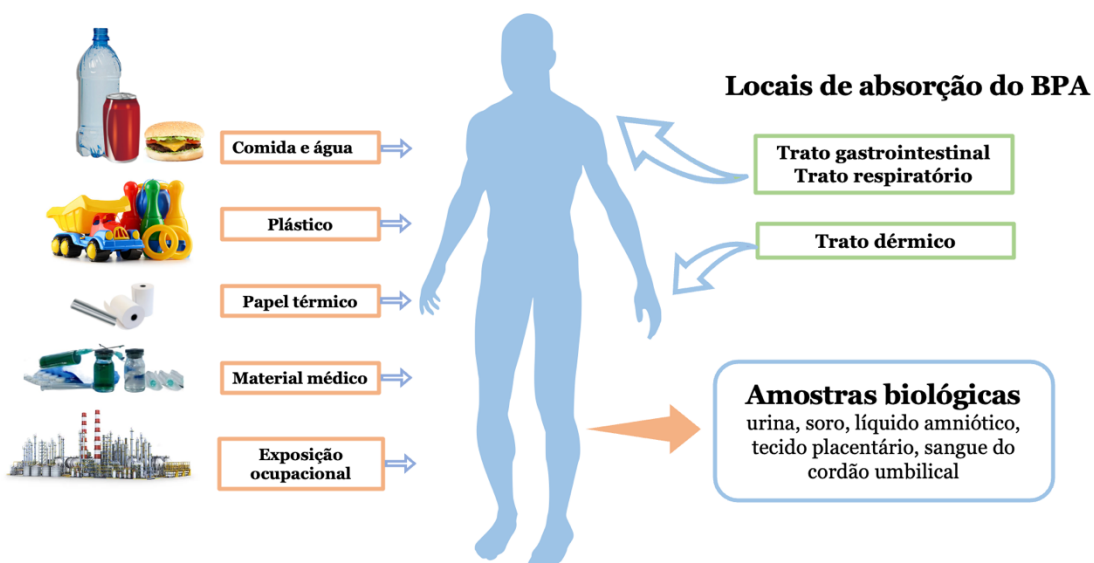 Comida e água
Plástico
Papel térmico
Material médico
Exposição
ocupacional
Locais de absorção do BPA
Trato gastrointestinal
Trato respiratório
Trato dérmico
Amostras biológicas
urina, soro, líquido amniótico,
tecido placentário, sangue do
cordão umbilical